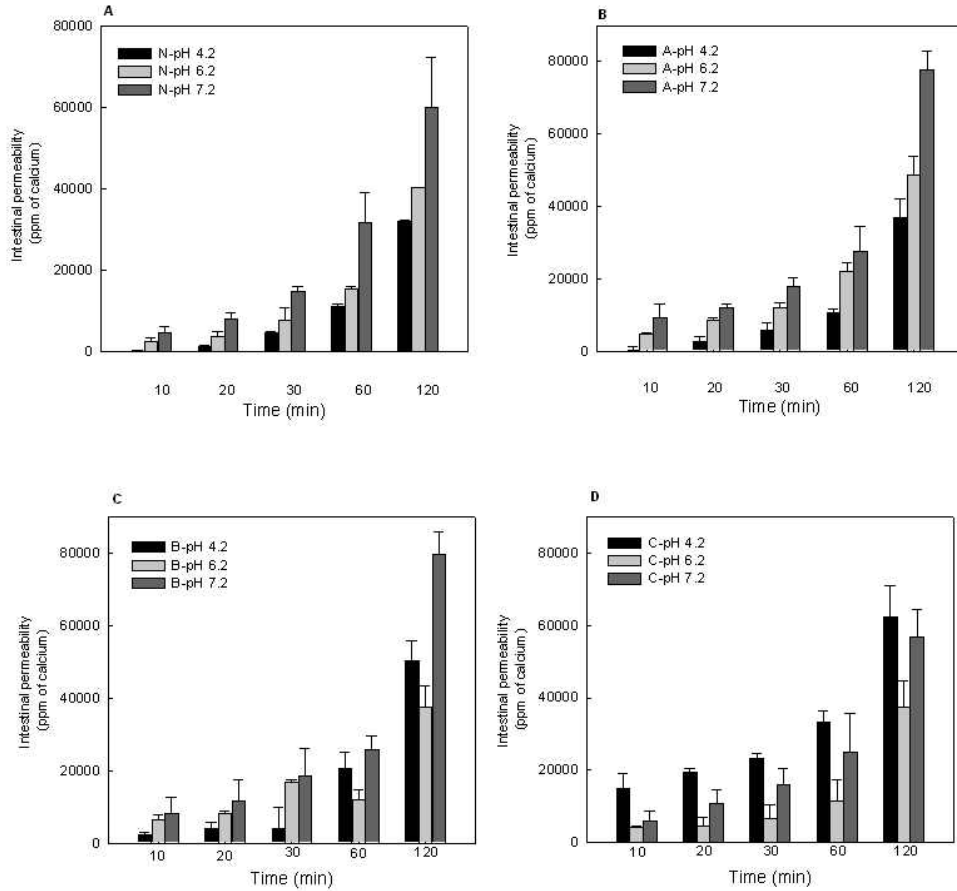 A
80000
60000
40000
20000
0
Intestinal permeability
(ppm of calcium)
N-pH 4.2
N-pH 6.2
N-pH 7.2
10 20 30 60 120
Time (min)
B
80000
60000
40000
20000
0
Intestinal permeability
(ppm of calcium)
A-pH 4.2
A-pH 6.2
A-pH 7.2
10 20 30 60 120
Time (min)
C
80000
60000
40000
20000
0
Intestinal permeability
(ppm of calcium)
B-pH 4.2
B-pH 6.2
B-pH 7.2
10 20 30 60 120
Time (min)
D
80000
60000
40000
20000
0
Intestinal permeability
(ppm of calcium)
C-pH 4.2
C-pH 6.2
C-pH 7.2
10 20 30 60 120
Time (min)